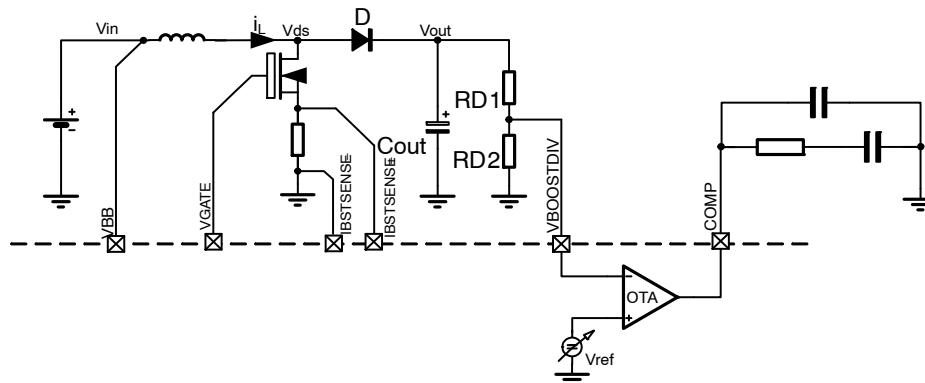 Vin
iL
Vds
D
Vout
RD1
RD2
Cout
VBB
VGATE
IBSTSENSE-
IBSTSENSE+
VBOOSTDIV
COMP
OTA
Vref